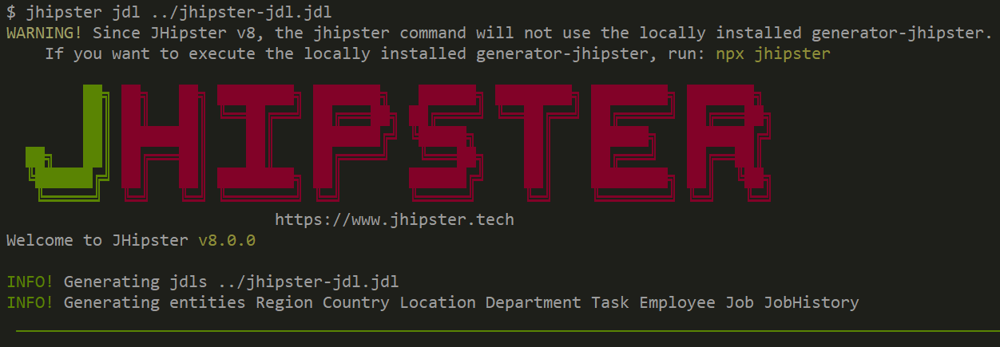 $ jhipster jdl ../jhipster-jdl.jdl
WARNING! Since JHipster v8, the jhipster command will not use the locally installed generator-jhipster.
If you want to execute the locally installed generator-jhipster, run: npx jhipster
JHIPSTER
https://www.jhipster.tech
Welcome to JHipster v8.0.0
INFO! Generating jdls ../jhipster-jdl.jdl
INFO! Generating entities Region Country Location Department Task Employee Job JobHistory